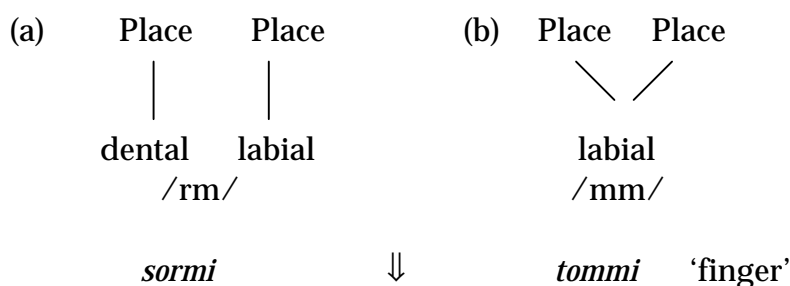 (a) Place Place (b) Place Place
dental labial labial
/rm/ /mm/
sormi ⇓ tommi ‘finger’